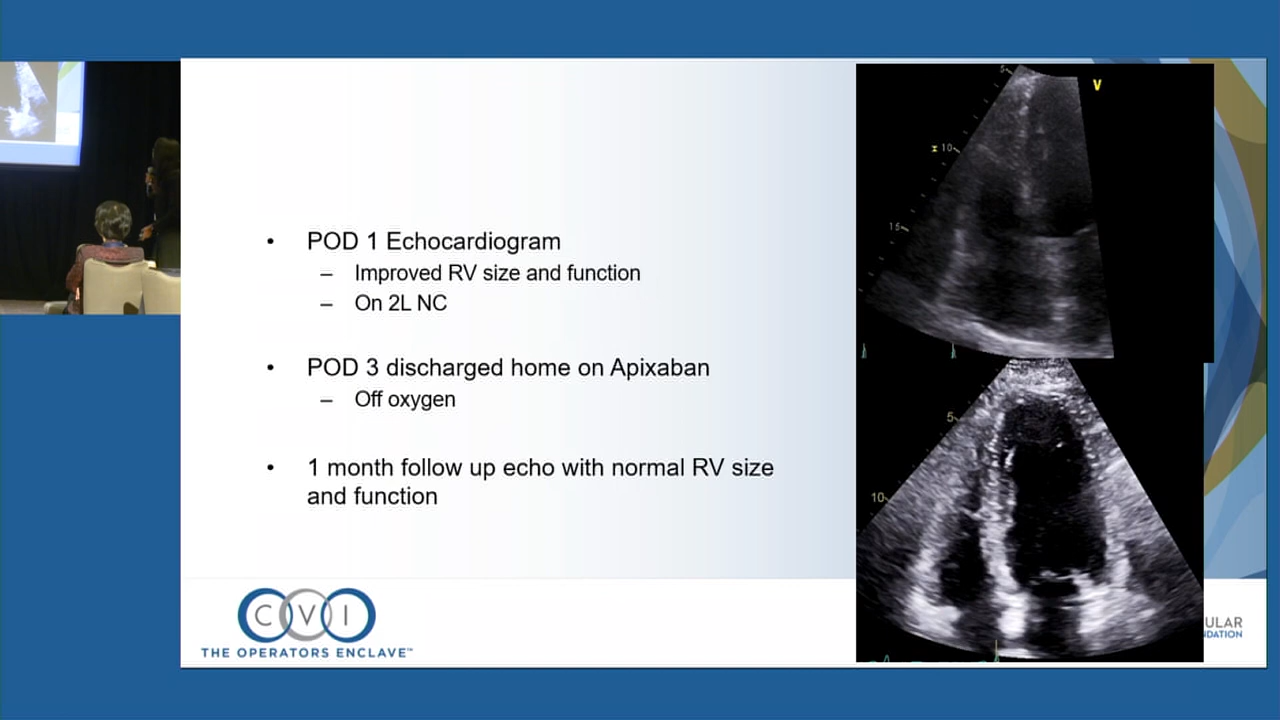 V
5
10
15
• POD 1 Echocardiogram
– Improved RV size and function
– On 2L NC
• POD 3 discharged home on Apixaban
– Off oxygen
• 1 month follow up echo with normal RV size
and function
5
10
CVI
THE OPERATORS ENCLAVE™
ULAR
DATION